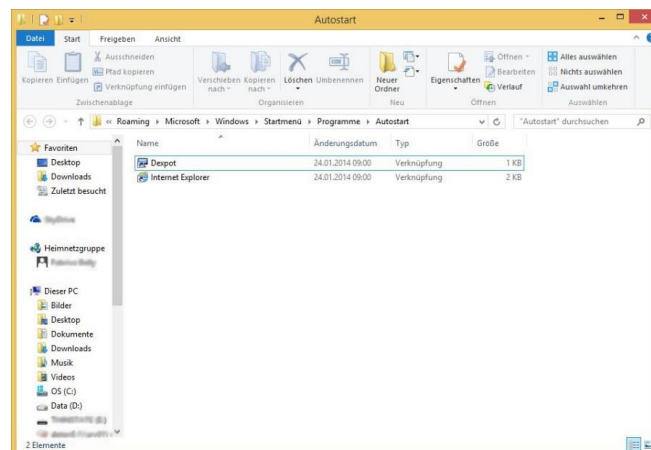 Autostart
Datei Start Freigeben Ansicht
Kopieren Einfügen
Ausschneiden
Pfad kopieren
Verknüpfung einfügen
Zwischenablage
Verschieben nach
Kopieren nach
Löschen
Umbenennen
Organisieren
Neuer Ordner
Neu
Eigenschaften
Öffnen
Bearbeiten
Verlauf
Öffnen
Alles auswählen
Nichts auswählen
Auswahl umkehren
Auswählen
« Roaming Microsoft Windows Startmenü Programme Autostart
"Autostart" durchsuchen
Name Änderungsdatum Typ Größe
Dexpot 24.01.2014 09:00 Verknüpfung 1 KB
Internet Explorer 24.01.2014 09:00 Verknüpfung 2 KB
Favoriten
Desktop
Downloads
Zuletzt besucht
SkyDrive
Heimnetzgruppe
Dieser PC
Bilder
Desktop
Dokumente
Downloads
Musik
Videos
OS (C:)
Data (D:)
2 Elemente